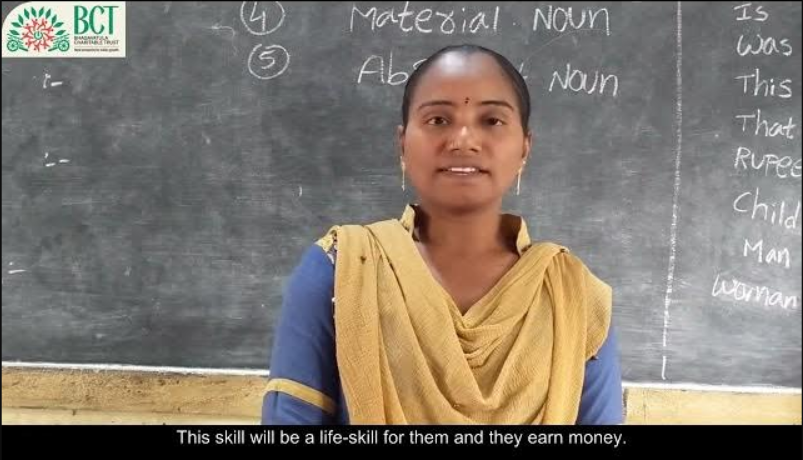 BCT
BHAGAVATULA
CHARITABLE TRUST
④ Material Noun
⑤ Noun
Is
Was
This
That
Rupee
Child
Man
Woman
This skill will be a life-skill for them and they earn money.